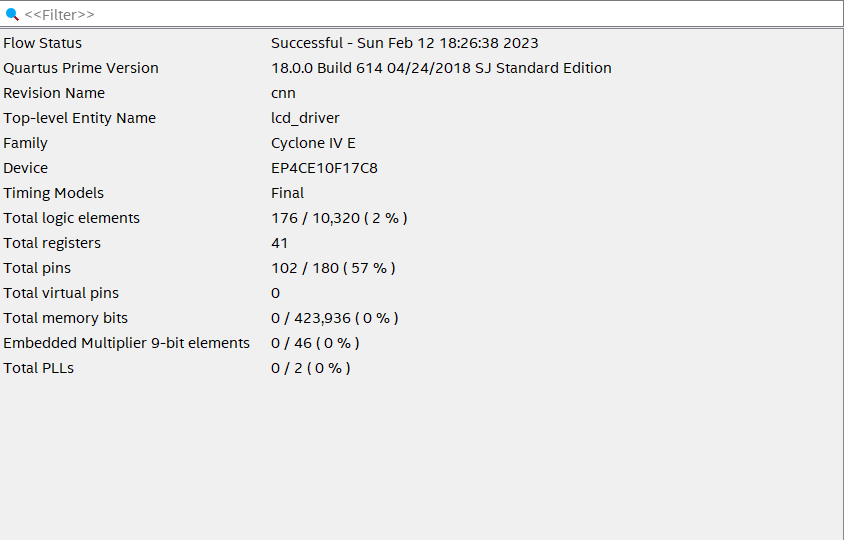 <<Filter>>
Flow Status Successful - Sun Feb 12 18:26:38 2023
Quartus Prime Version 18.0.0 Build 614 04/24/2018 SJ Standard Edition
Revision Name cnn
Top-level Entity Name lcd_driver
Family Cyclone IV E
Device EP4CE10F17C8
Timing Models Final
Total logic elements 176 / 10,320 ( 2 % )
Total registers 41
Total pins 102 / 180 ( 57 % )
Total virtual pins 0
Total memory bits 0 / 423,936 ( 0 % )
Embedded Multiplier 9-bit elements 0 / 46 ( 0 % )
Total PLLs 0 / 2 ( 0 % )